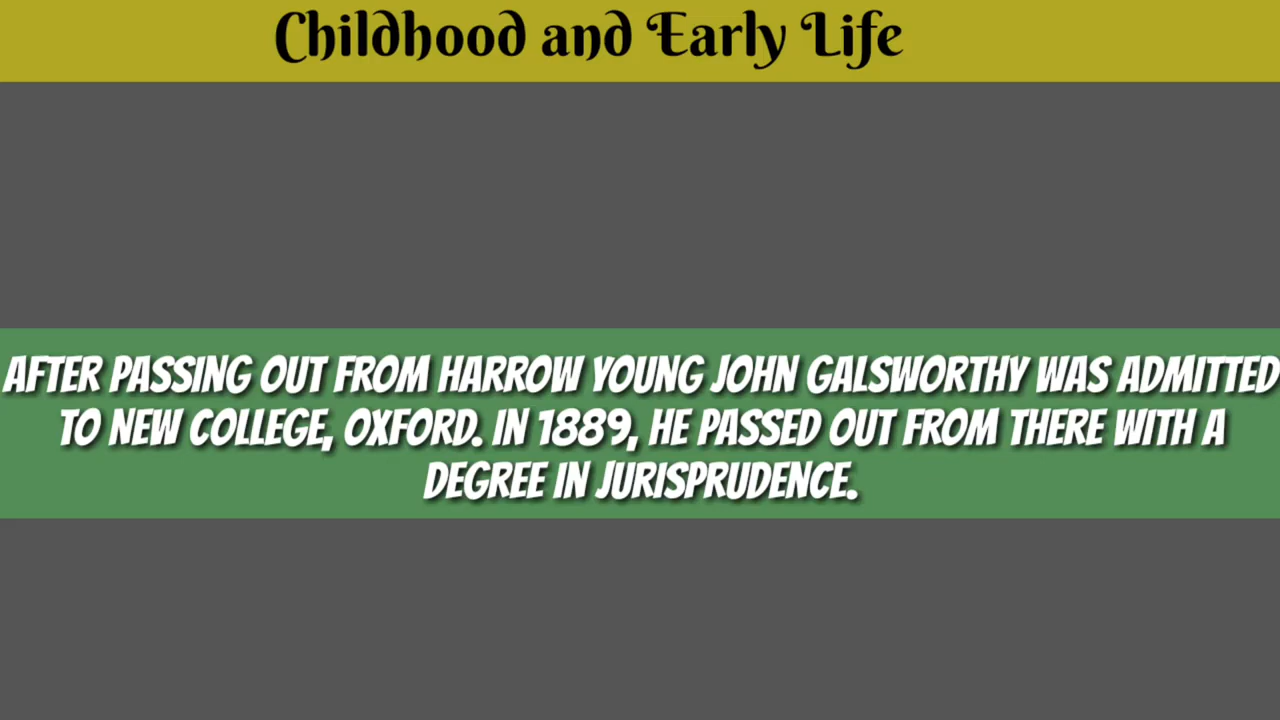 Childhood and Early Life
AFTER PASSING OUT FROM HARROW YOUNG JOHN GALSWORTHY WAS ADMITTED
TO NEW COLLEGE, OXFORD. IN 1889, HE PASSED OUT FROM THERE WITH A
DEGREE IN JURISPRUDENCE.